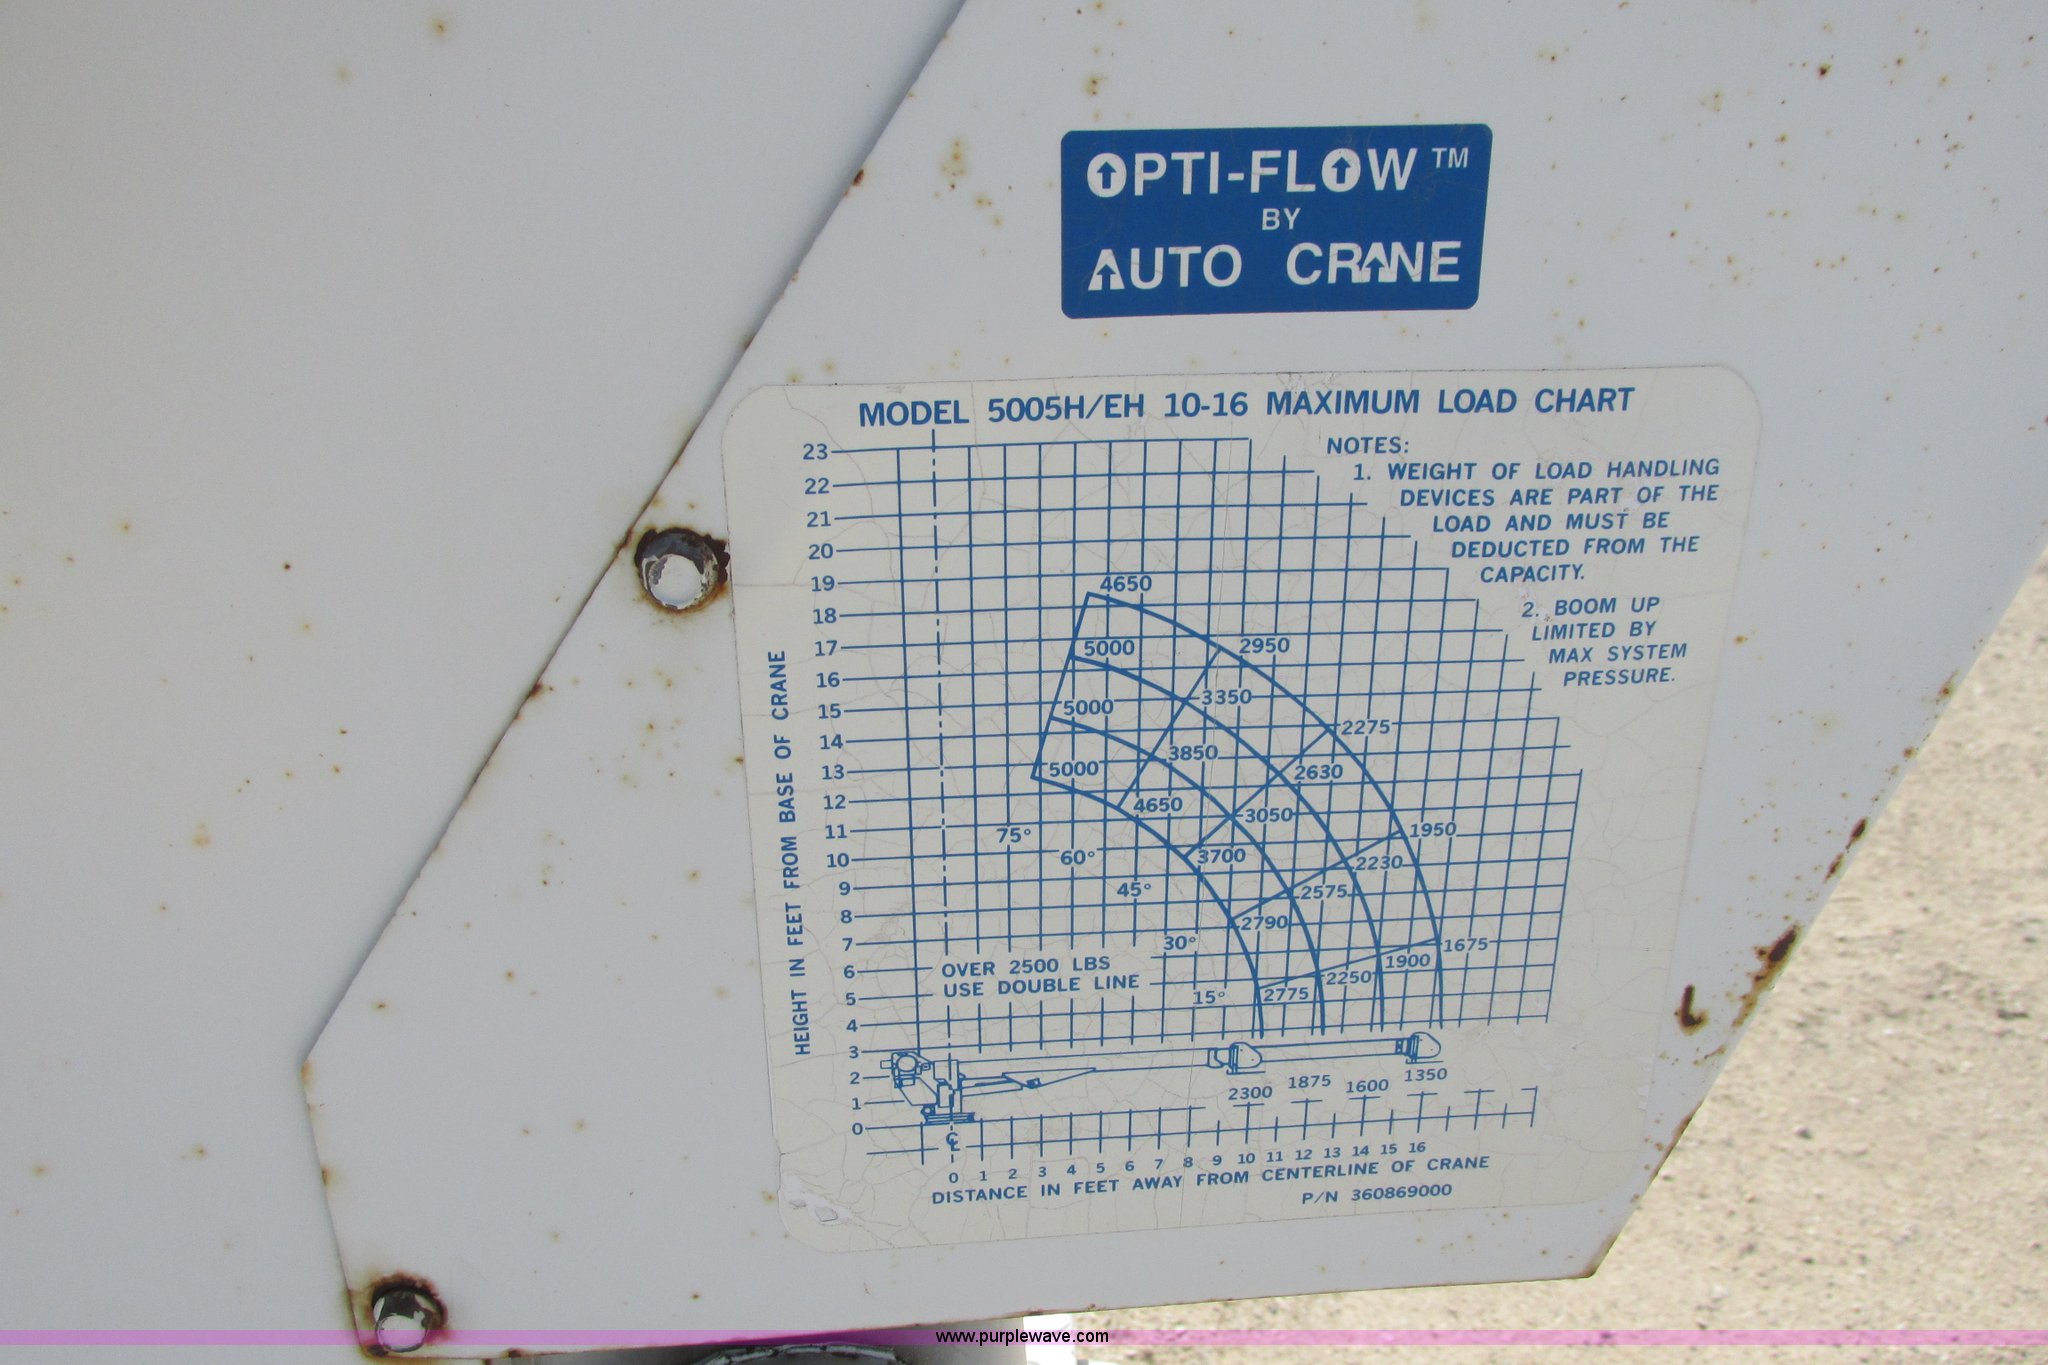 OPTI-FLOW™
BY
AUTO CRANE
MODEL 5005H/EH 10-16 MAXIMUM LOAD CHART
NOTES:
1. WEIGHT OF LOAD HANDLING
DEVICES ARE PART OF THE
LOAD AND MUST BE
DEDUCTED FROM THE
CAPACITY.
2. BOOM UP
LIMITED BY
MAX SYSTEM
PRESSURE.
HEIGHT IN FEET FROM BASE OF CRANE
23
22
21
20
19
18
17
16
15
14
13
12
11
10
9
8
7
6
5
4
3
2
1
0
4650
5000 2950
5000 3350 2275
5000 3850 2630
4650 3050 1950
75°
60° 3700 2230
45° 2575
2790
30° 1675
1900
2250
15° 2775
OVER 2500 LBS
USE DOUBLE LINE
2300 1875 1600 1350
℄
0 1 2 3 4 5 6 7 8 9 10 11 12 13 14 15 16
DISTANCE IN FEET AWAY FROM CENTERLINE OF CRANE
P/N 360869000
www.purplewave.com